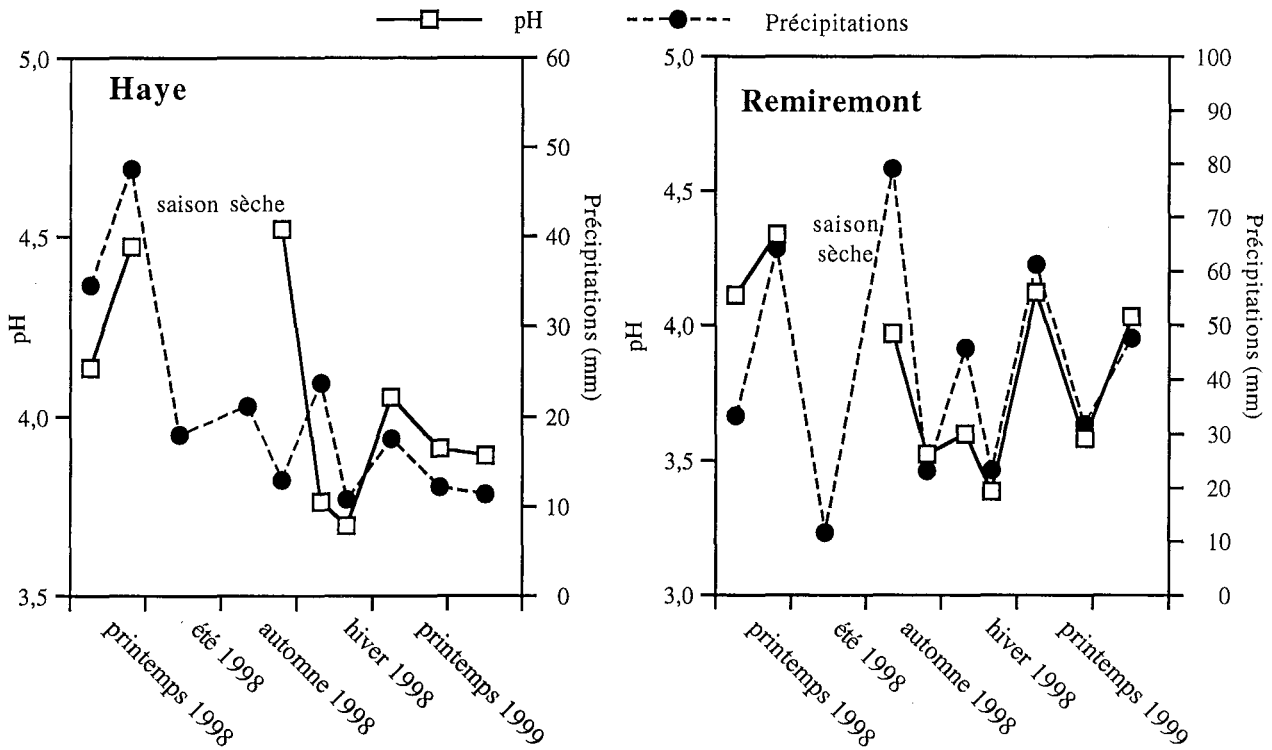 pH
Précipitations
Haye
5,0
4,5
4,0
3,5
pH
saison sèche
60
50
40
30
20
10
0
Précipitations (mm)
printemps 1998
été 1998
automne 1998
hiver 1998
printemps 1999
Remiremont
5,0
4,5
4,0
3,5
3,0
pH
saison
sèche
100
90
80
70
60
50
40
30
20
10
0
Précipitations (mm)
printemps 1998
été 1998
automne 1998
hiver 1998
printemps 1999